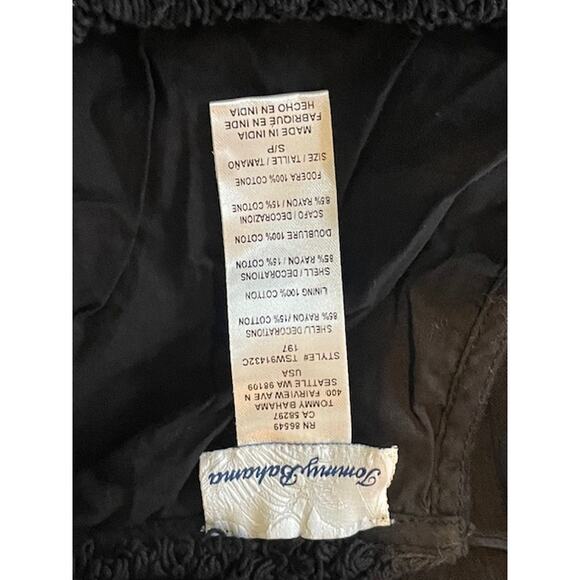 Tommy Bahama
RN 86549
CA 58297
TOMMY BAHAMA
400 FAIRVIEW AVE N
SEATTLE WA 98109
USA
STYLE# TSW91432C
197
SHELL/ DECORATIONS
85% RAYON /15% COTTON
LINING 100% COTTON
SHELL / DECORATIONS
85% RAYON / 15% COTON
DOUBLURE 100% COTON
SCAFO / DECORAZIONI
85% RAYON / 15% COTONE
FODERA 100% COTONE
SIZE / TAILLE / TAMAÑO
S/P
MADE IN INDIA
FABRIQUÉ EN INDE
HECHO EN INDIA